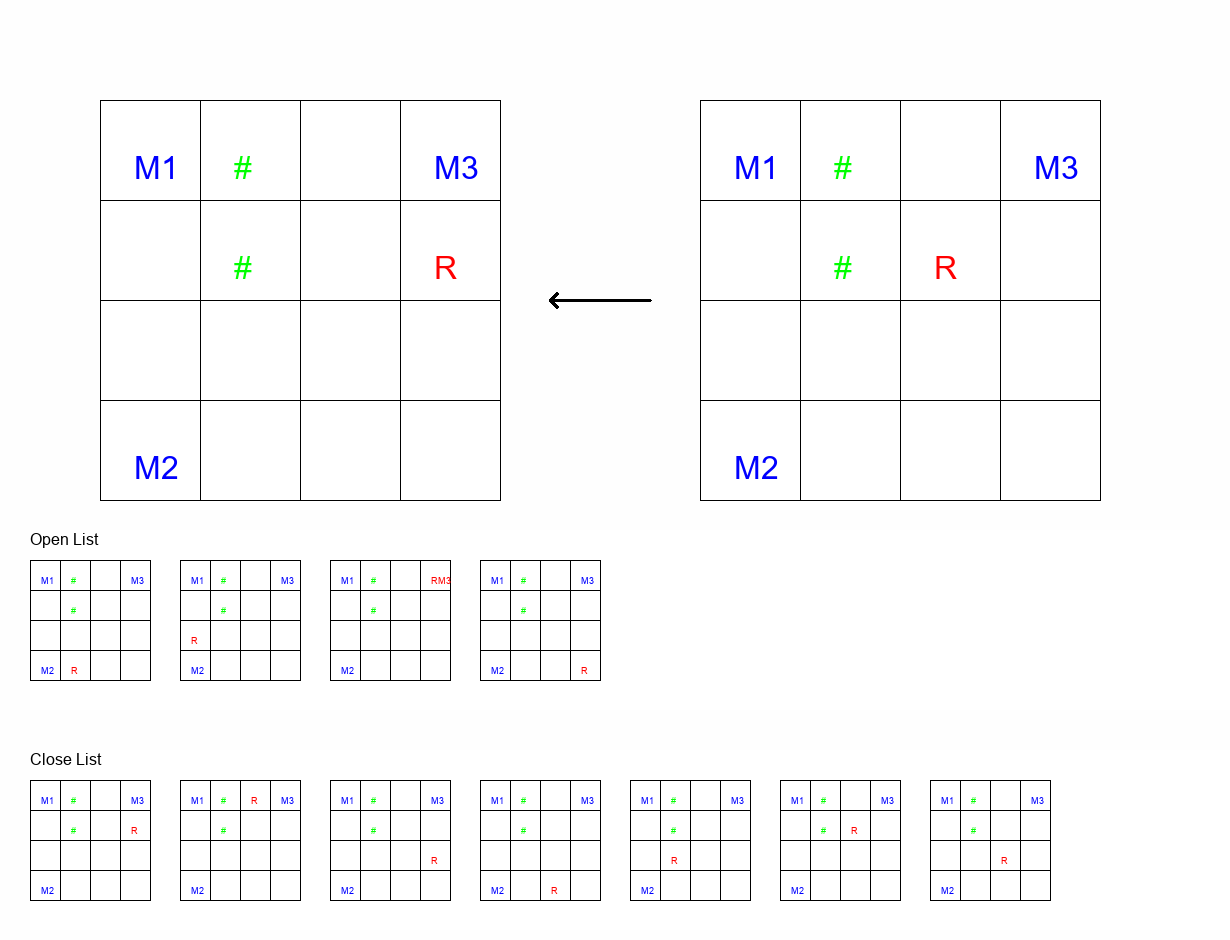 M1 # M3 M1 # M3
# R # R
M2 M2
Open List
M1 # M3 M1 # M3 M1 # RM3 M1 # M3
# # # #
R
M2 R M2 M2 M2 R
Close List
M1 # M3 M1 # R M3 M1 # M3 M1 # M3 M1 # M3 M1 # M3 M1 # M3
# R # # # # # R #
R R R
M2 M2 M2 M2 R M2 M2 M2